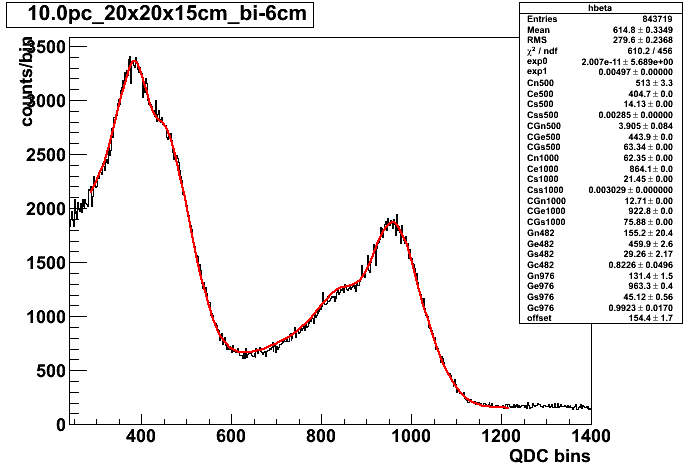 10.0pc_20x20x15cm_bi-6cm
hbeta
Entries 843719
Mean 614.8 ± 0.3349
RMS 279.6 ± 0.2368
χ² / ndf 610.2 / 456
exp0 2.007e-11 ± 5.689e+00
exp1 0.00497 ± 0.00000
Cn500 513 ± 3.3
Ce500 404.7 ± 0.0
Cs500 14.13 ± 0.0
Css500 0.00285 ± 0.00000
CGn500 3.905 ± 0.084
CGe500 443.9 ± 0.0
CGs500 63.34 ± 0.00
Cn1000 62.35 ± 0.00
Ce1000 864.1 ± 0.0
Cs1000 21.45 ± 0.00
Css1000 0.003029 ± 0.000000
CGn1000 12.71 ± 0.00
CGe1000 922.8 ± 0.0
CGs1000 75.88 ± 0.00
Gn482 155.2 ± 20.4
Ge482 459.9 ± 2.6
Gs482 29.26 ± 2.17
Gc482 0.8226 ± 0.0496
Gn976 131.4 ± 1.5
Ge976 963.3 ± 0.4
Gs976 45.12 ± 0.56
Gc976 0.9923 ± 0.0170
offset 154.4 ± 1.7
counts/bin
3500
3000
2500
2000
1500
1000
500
0
400 600 800 1000 1200 1400
QDC bins